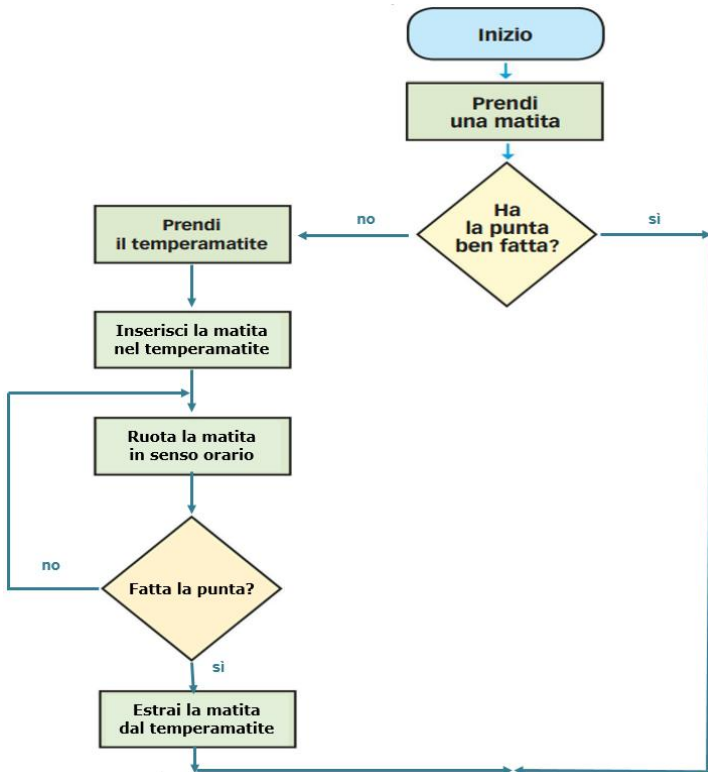 Inizio
Prendi
una matita
Ha
la punta
ben fatta?
no
sì
Prendi
il temperamatite
Inserisci la matita
nel temperamatite
Ruota la matita
in senso orario
no
Fatta la punta?
sì
Estrai la matita
dal temperamatite